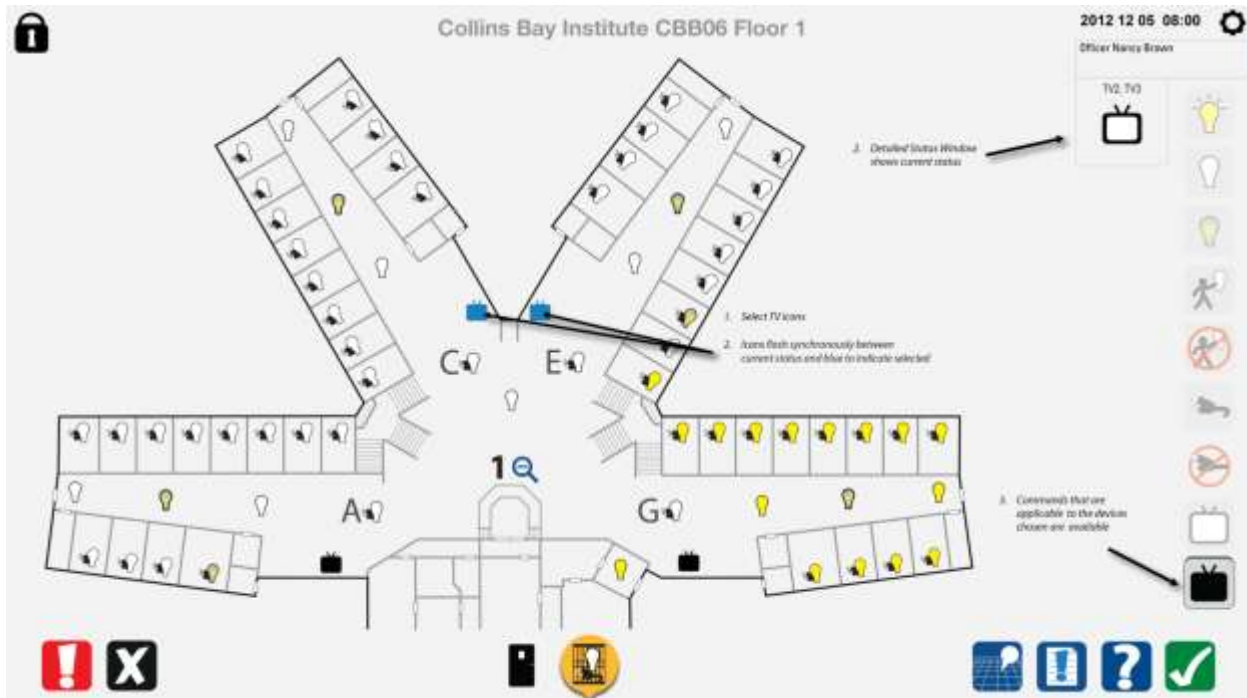 Collins Bay Institute CBB06 Floor 1
2012 12 05 08:00
Officer Nancy Brown
TV2, TV3
2. Detailed Status Window
shows current status
1. Select TV icons
2. Icons flash synchronously between
current status and blue to indicate selected
C
E
1
A
G
3. Commands that are
applicable to the devices
chosen are available